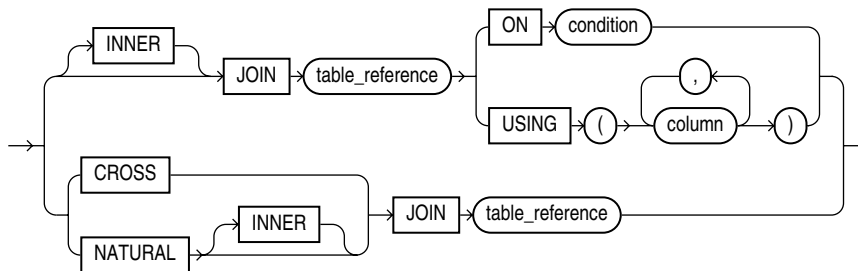 INNER
JOIN table_reference
ON condition
USING ( column , )
CROSS
NATURAL INNER
JOIN table_reference